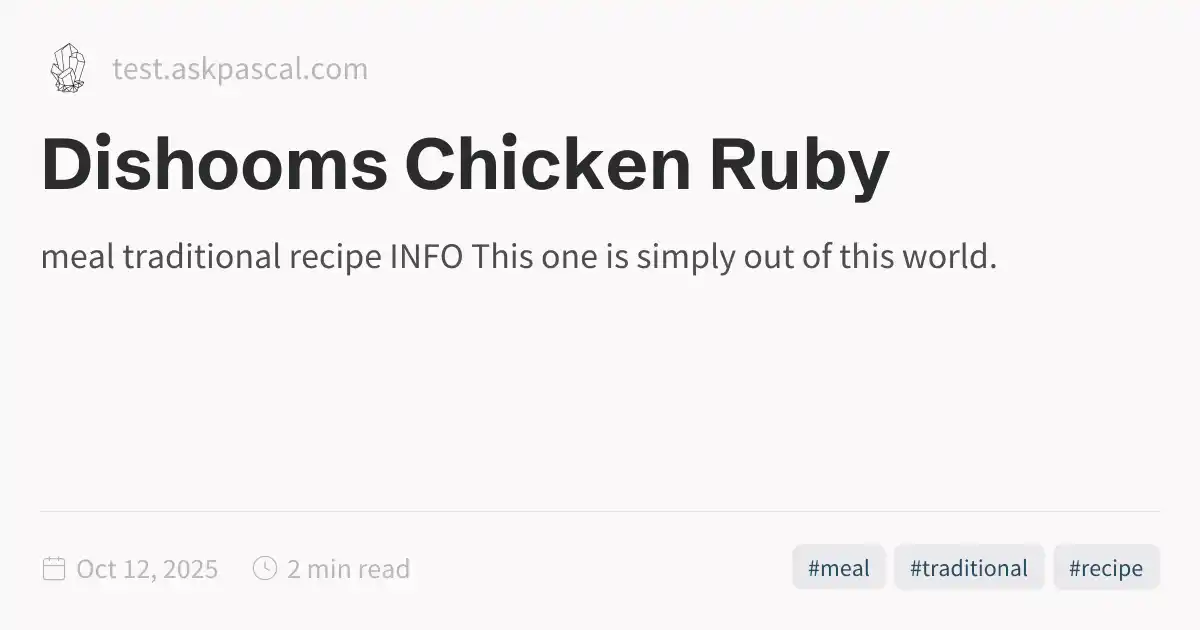 test.askpascal.com
Dishooms Chicken Ruby
meal traditional recipe INFO This one is simply out of this world.
Oct 12, 2025 2 min read #meal #traditional #recipe